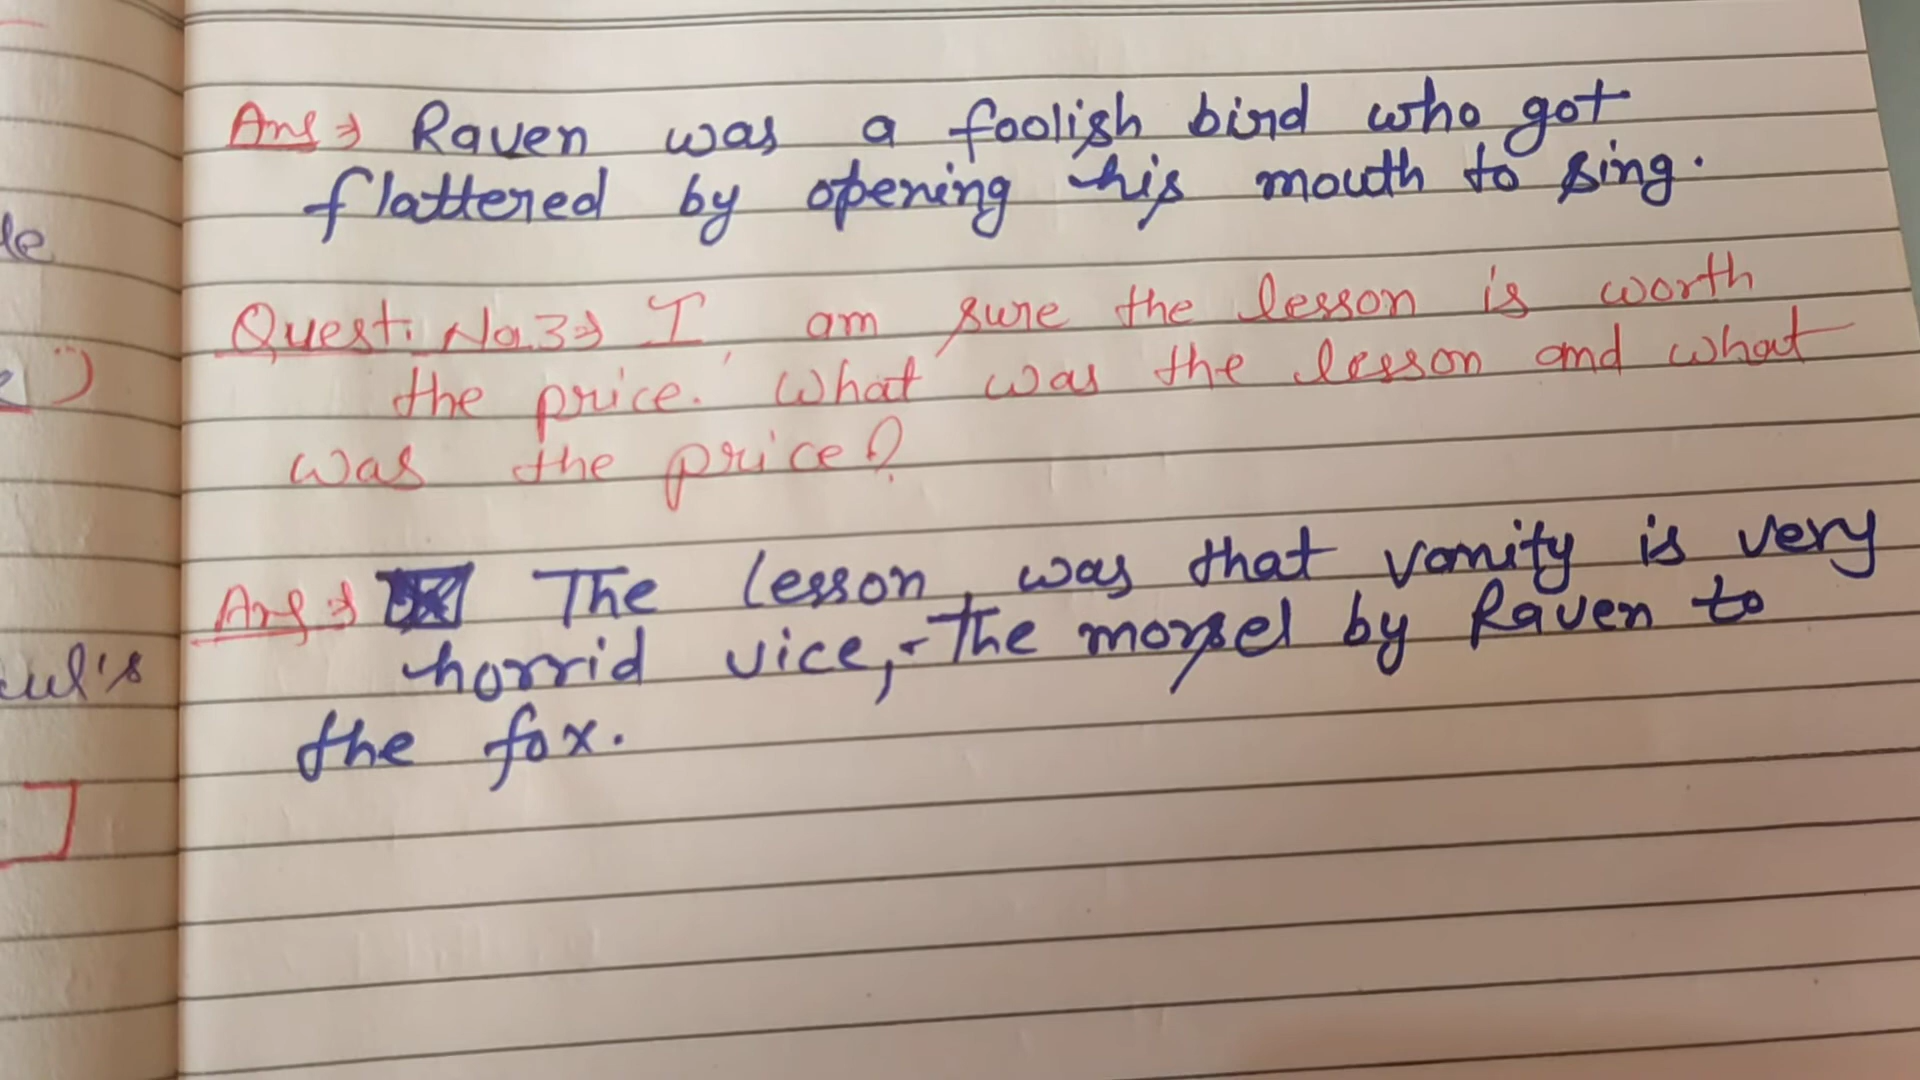 Ans → Raven was a foolish bird who got
flattered by opening his mouth to sing.
le
Quest: No.3 → I am sure the lesson is worth
the price.' What was the lesson and what
was the price?
Ans → The lesson, was that vanity is very
horrid vice, - The morsel by Raven to
the fox.